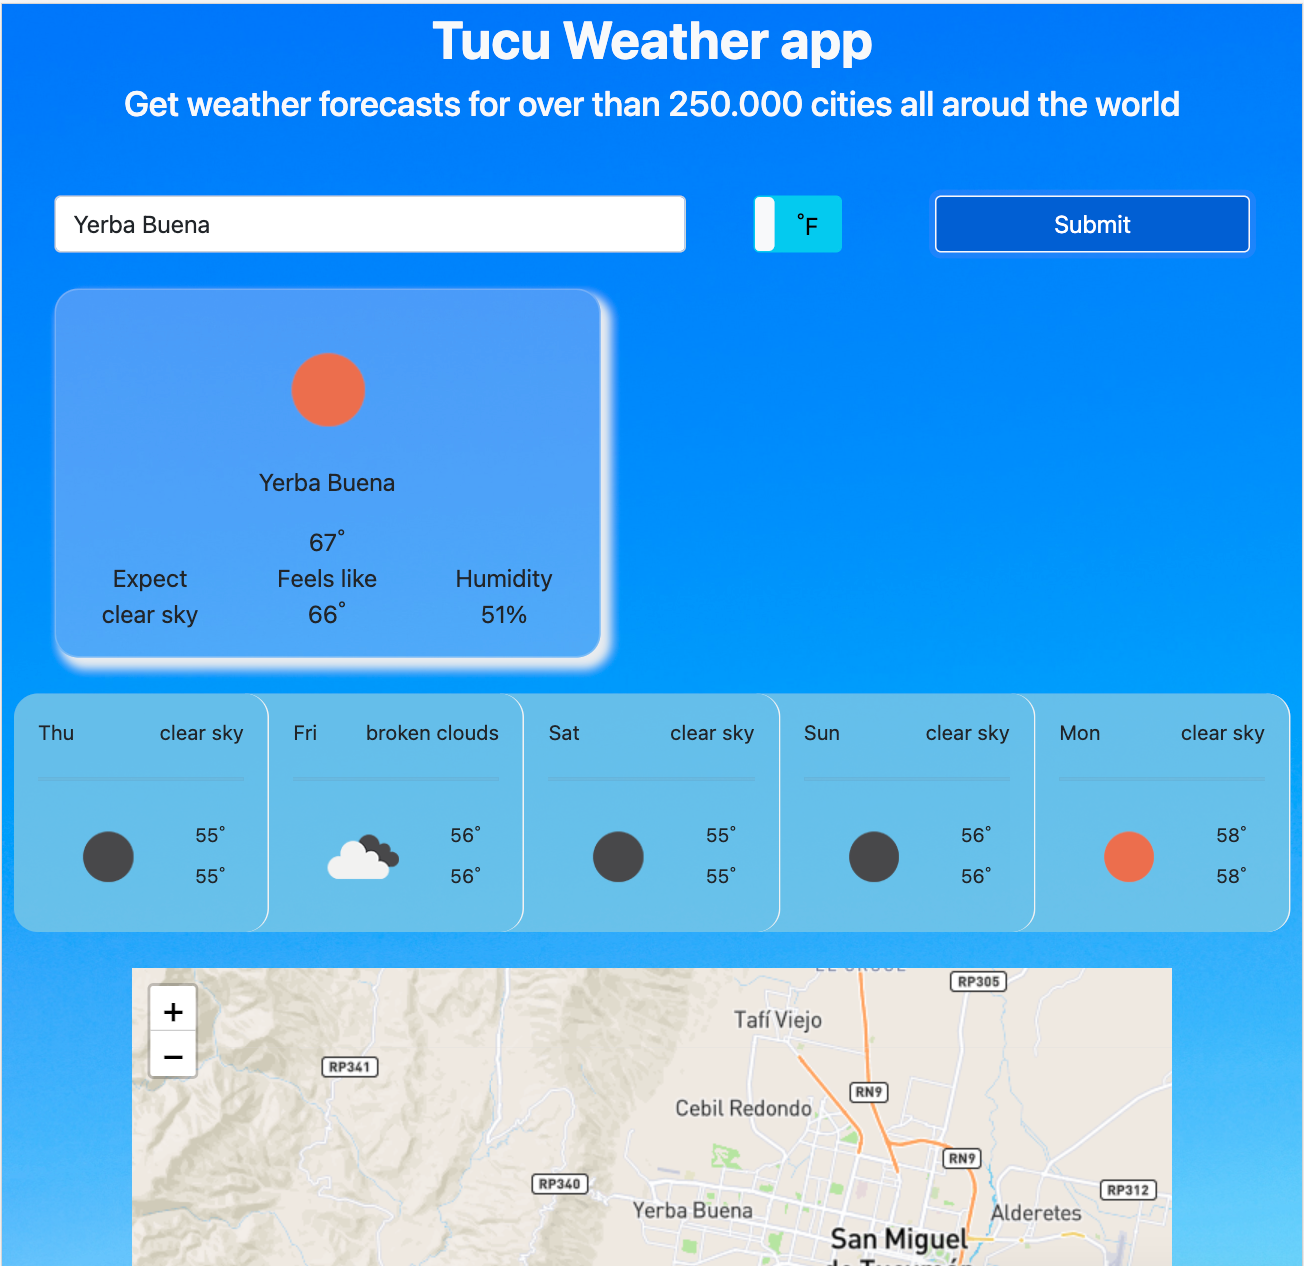 Tucu Weather app
Get weather forecasts for over than 250.000 cities all aroud the world
Yerba Buena
°F
Submit
Yerba Buena
67°
Expect
clear sky
Feels like
66°
Humidity
51%
Thu clear sky
55°
55°
Fri broken clouds
56°
56°
Sat clear sky
55°
55°
Sun clear sky
56°
56°
Mon clear sky
58°
58°
+
−
RP305
Tafí Viejo
RP341
RN9
Cebil Redondo
RN9
RP340
RP312
Yerba Buena
Alderetes
San Miguel
de Tucumán